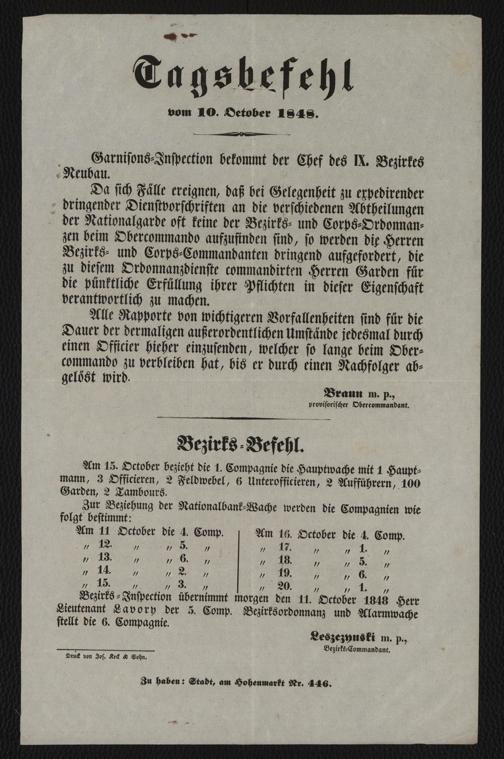 Tagsbefehl
vom 10. October 1848.
Garnisons-Inspection bekommt der Chef des IX. Bezirkes
Neubau.
Da sich Fälle ereignen, daß bei Gelegenheit zu expedirender
dringender Dienstvorschriften an die verschiedenen Abtheilungen
der Nationalgarde oft keine der Bezirks- und Corps-Ordonnan-
zen beim Obercommando aufzufinden sind, so werden die Herren
Bezirks- und Corps-Commandanten dringend aufgefordert, die
zu diesem Ordonnanzdienste commandirten Herren Garden für
die pünktliche Erfüllung ihrer Pflichten in dieser Eigenschaft
verantwortlich zu machen.
Alle Rapporte von wichtigeren Vorfallenheiten sind für die
Dauer der dermaligen außerordentlichen Umstände jedesmal durch
einen Officier hieher einzusenden, welcher so lange beim Ober-
commando zu verbleiben hat, bis er durch einen Nachfolger ab-
gelöst wird.
Braun m. p.,
provisorischer Obercommandant.
Bezirks-Befehl.
Am 15. October bezieht die 1. Compagnie die Hauptwache mit 1 Haupt-
mann, 3 Officieren, 2 Feldwebel, 6 Unterofficieren, 2 Aufführern, 100
Garden, 2 Tambours.
Zur Beziehung der Nationalbank-Wache werden die Compagnien wie
folgt bestimmt:
Am 11 October die 4. Comp.
„ 12. „ „ 5. „
„ 13. „ „ 6. „
„ 14. „ „ 2. „
„ 15. „ „ 3. „
Am 16. October die 4. Comp.
„ 17. „ „ 1. „
„ 18. „ „ 5. „
„ 19. „ „ 6. „
„ 20. „ „ 1. „
Bezirks-Inspection übernimmt morgen den 11. October 1848 Herr
Lieutenant Lavory der 5. Comp. Bezirksordonnanz und Alarmwache
stellt die 6. Compagnie.
Leszczynski m. p.,
Bezirks-Commandant.
Druck von Jos. Keck & Sohn.
Zu haben: Stadt, am Hohenmarkt Nr. 446.